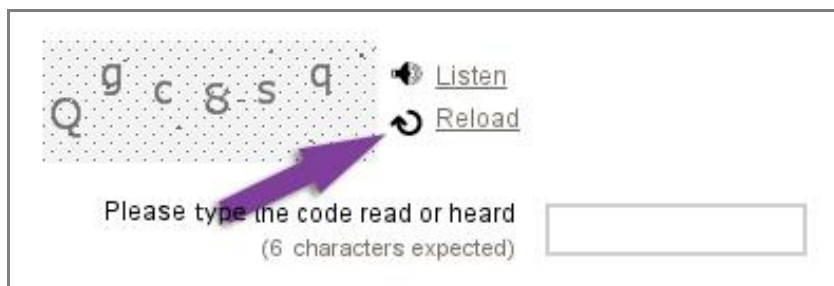 Q g c s q
Listen
Reload
Please type the code read or heard
(6 characters expected)